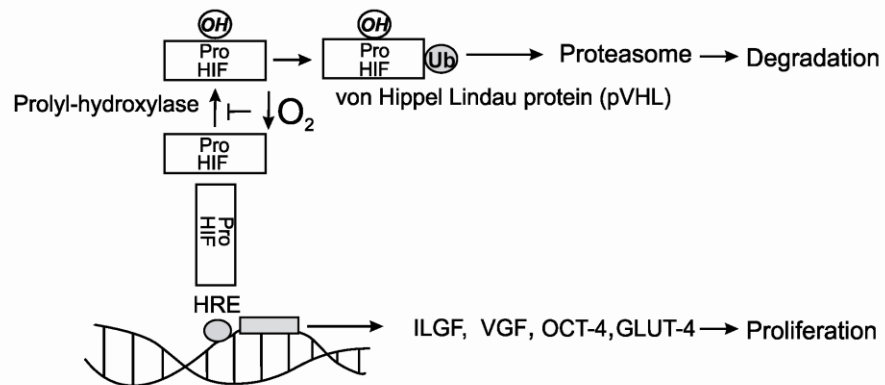 OH OH
Pro Pro
HIF HIF Ub Proteasome Degradation
Prolyl-hydroxylase O2 von Hippel Lindau protein (pVHL)
Pro
HIF
Pro
HIF
HRE
ILGF, VGF, OCT-4,GLUT-4 Proliferation